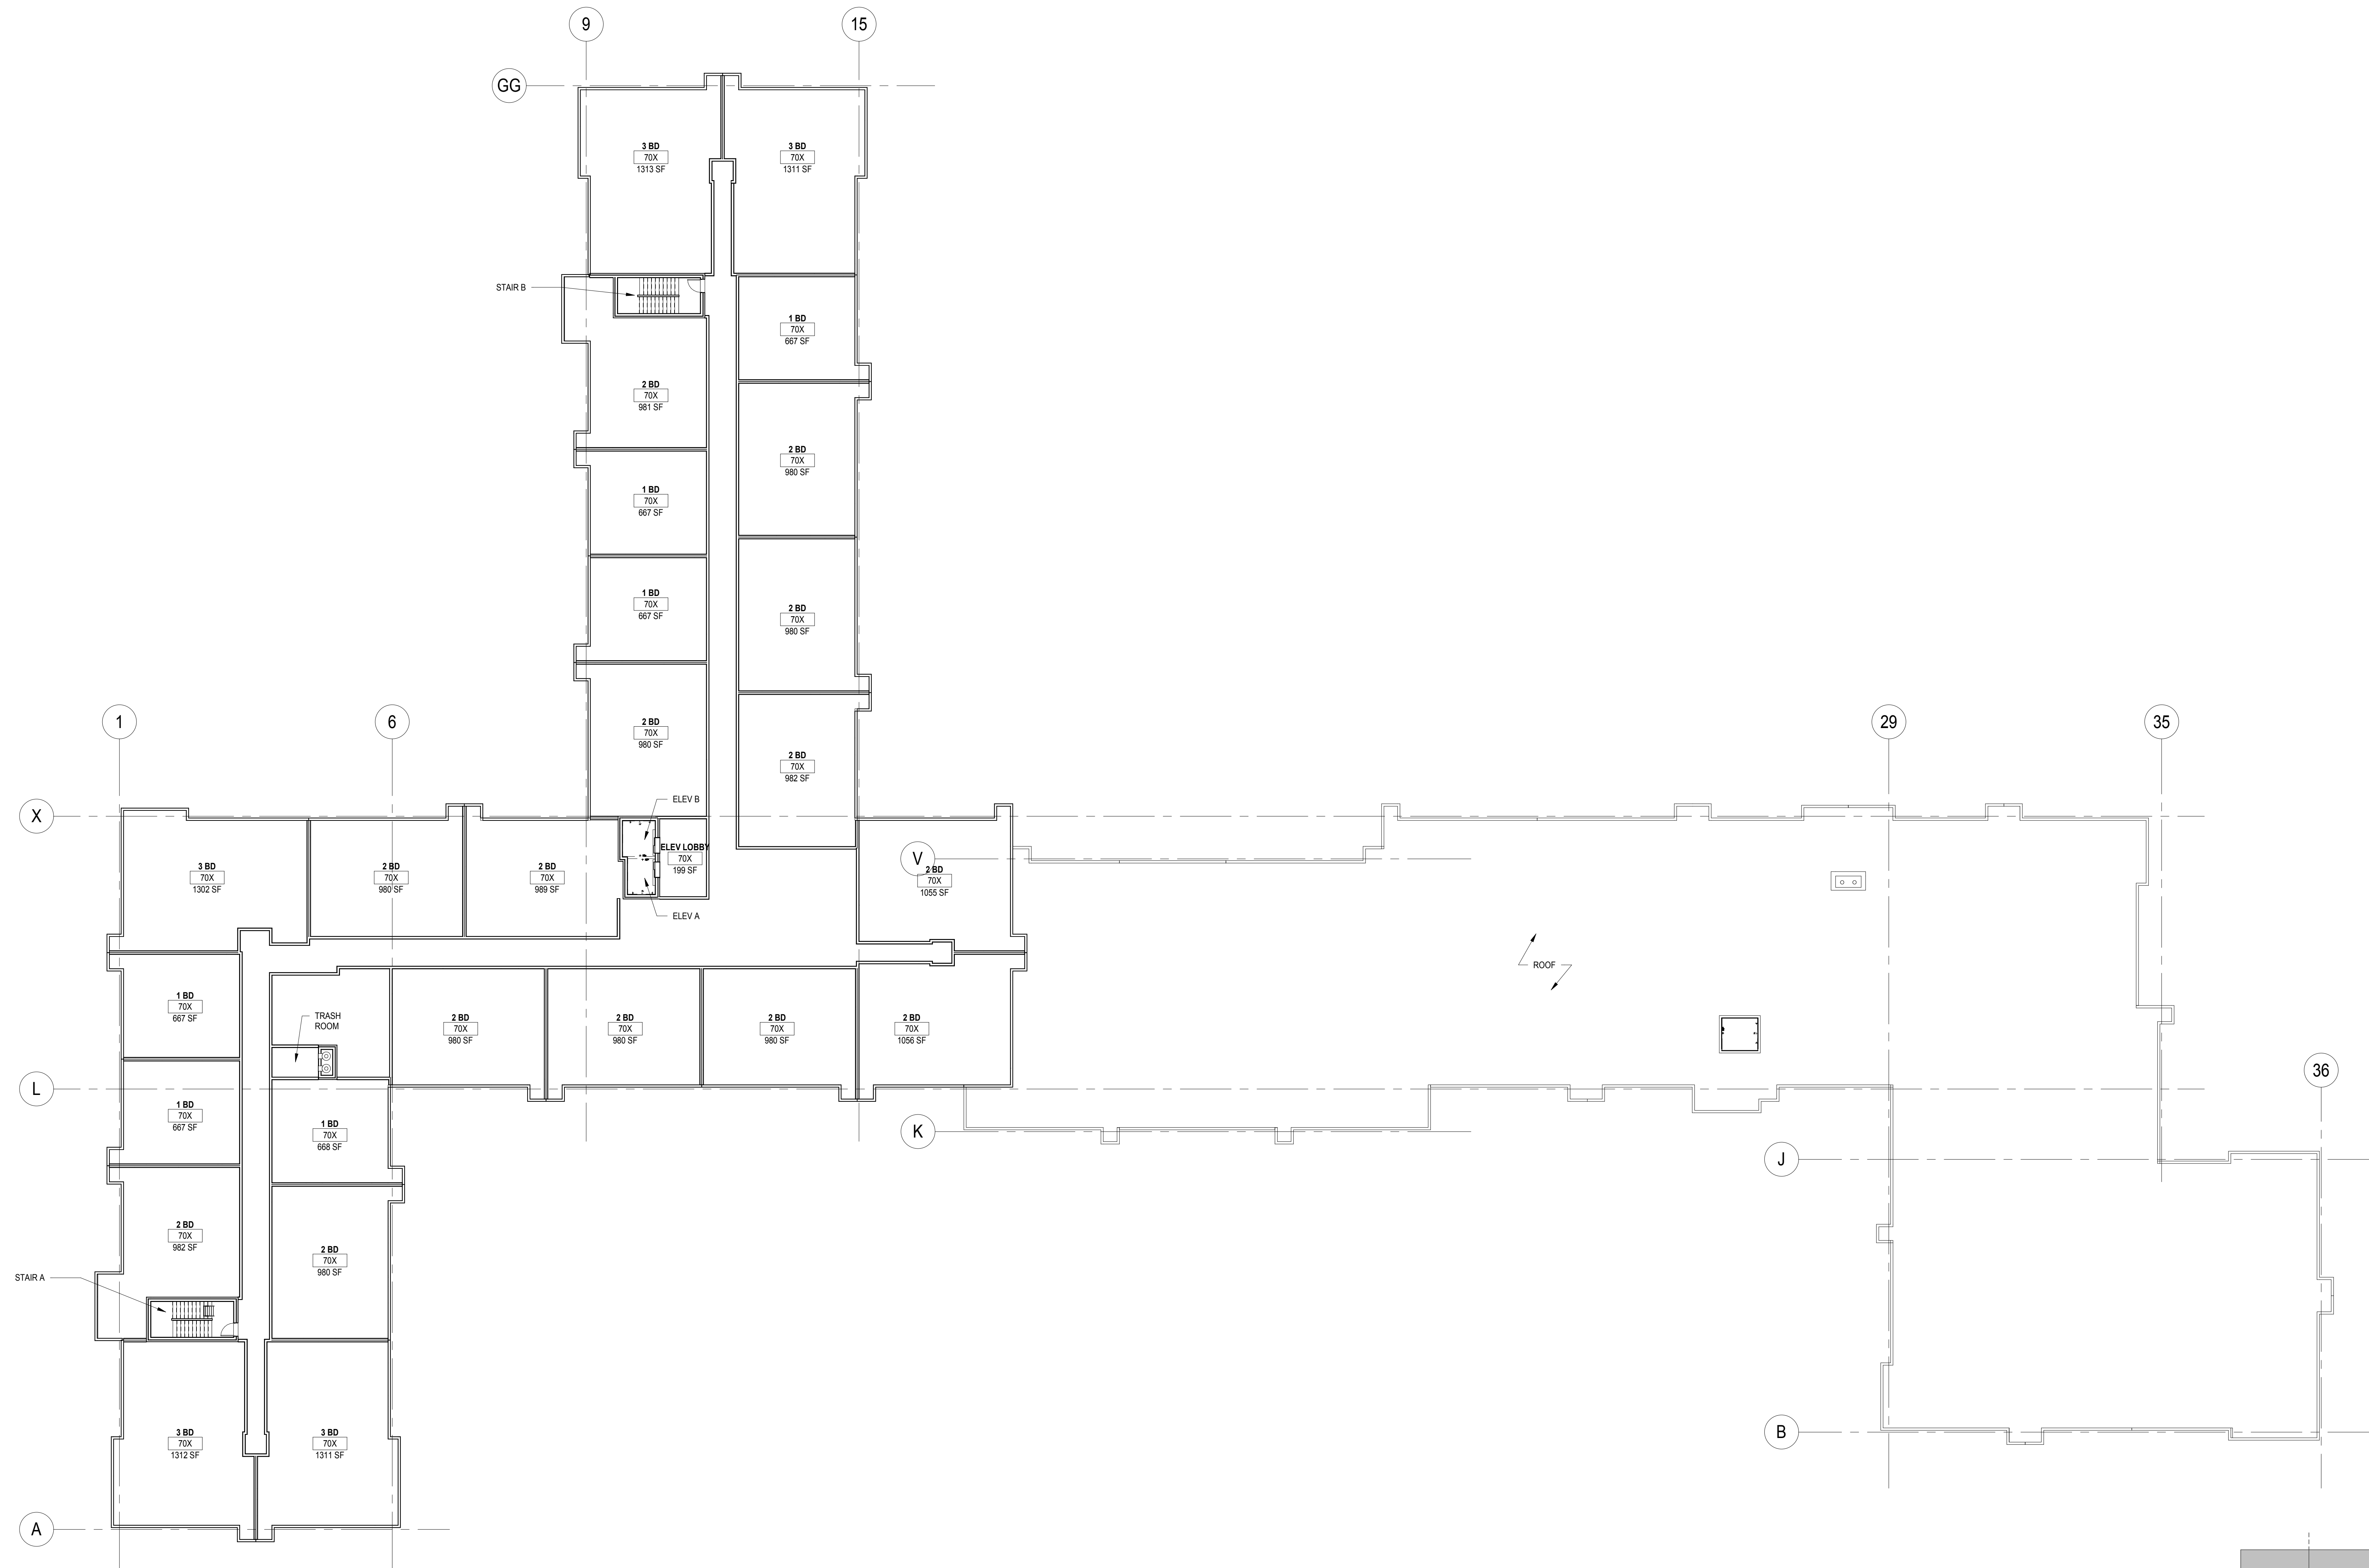 9
15
GG
3 BD
70X
1313 SF
3 BD
70X
1311 SF
STAIR B
1 BD
70X
667 SF
2 BD
70X
981 SF
2 BD
70X
980 SF
1 BD
70X
667 SF
1 BD
70X
667 SF
2 BD
70X
980 SF
2 BD
70X
980 SF
2 BD
70X
982 SF
1
6
29
35
X
ELEV B
V
3 BD
70X
1302 SF
2 BD
70X
980 SF
2 BD
70X
989 SF
ELEV LOBBY
70X
199 SF
2 BD
70X
1055 SF
ELEV A
ROOF
1 BD
70X
667 SF
TRASH
ROOM
2 BD
70X
980 SF
2 BD
70X
980 SF
2 BD
70X
980 SF
2 BD
70X
1056 SF
36
L
1 BD
70X
667 SF
1 BD
70X
668 SF
K
J
2 BD
70X
982 SF
2 BD
70X
980 SF
STAIR A
3 BD
70X
1312 SF
3 BD
70X
1311 SF
B
A